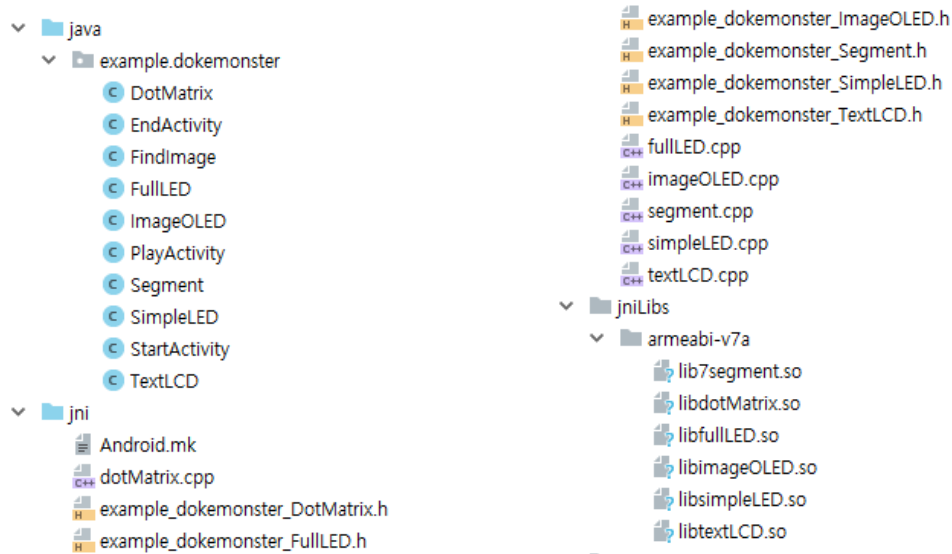 java
example.dokemonster
DotMatrix
EndActivity
FindImage
FullLED
ImageOLED
PlayActivity
Segment
SimpleLED
StartActivity
TextLCD
jni
Android.mk
dotMatrix.cpp
example_dokemonster_DotMatrix.h
example_dokemonster_FullLED.h
example_dokemonster_ImageOLED.h
example_dokemonster_Segment.h
example_dokemonster_SimpleLED.h
example_dokemonster_TextLCD.h
fullLED.cpp
imageOLED.cpp
segment.cpp
simpleLED.cpp
textLCD.cpp
jniLibs
armeabi-v7a
lib7segment.so
libdotMatrix.so
libfullLED.so
libimageOLED.so
libsimpleLED.so
libtextLCD.so